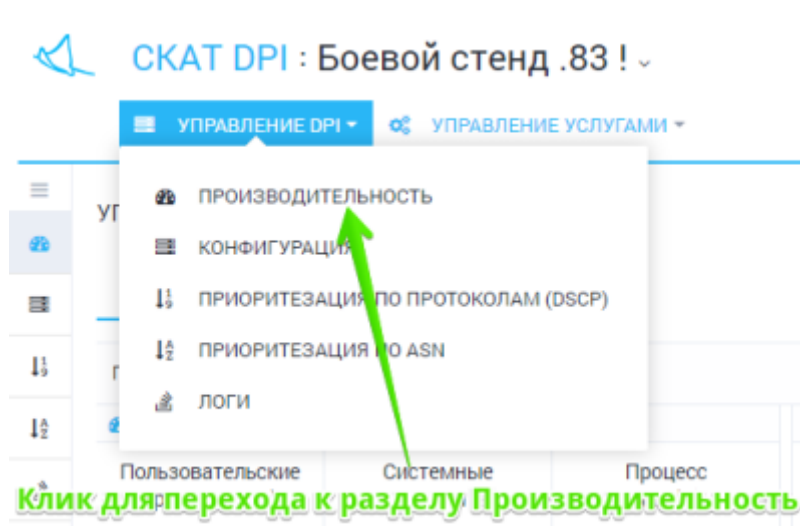 СКАТ DPI : Боевой стенд .83 !
УПРАВЛЕНИЕ DPI УПРАВЛЕНИЕ УСЛУГАМИ
ПРОИЗВОДИТЕЛЬНОСТЬ
КОНФИГУРАЦИЯ
ПРИОРИТЕЗАЦИЯ ПО ПРОТОКОЛАМ (DSCP)
ПРИОРИТЕЗАЦИЯ ПО ASN
ЛОГИ
Пользовательские Системные Процесс
Клик для перехода к разделу Производительность